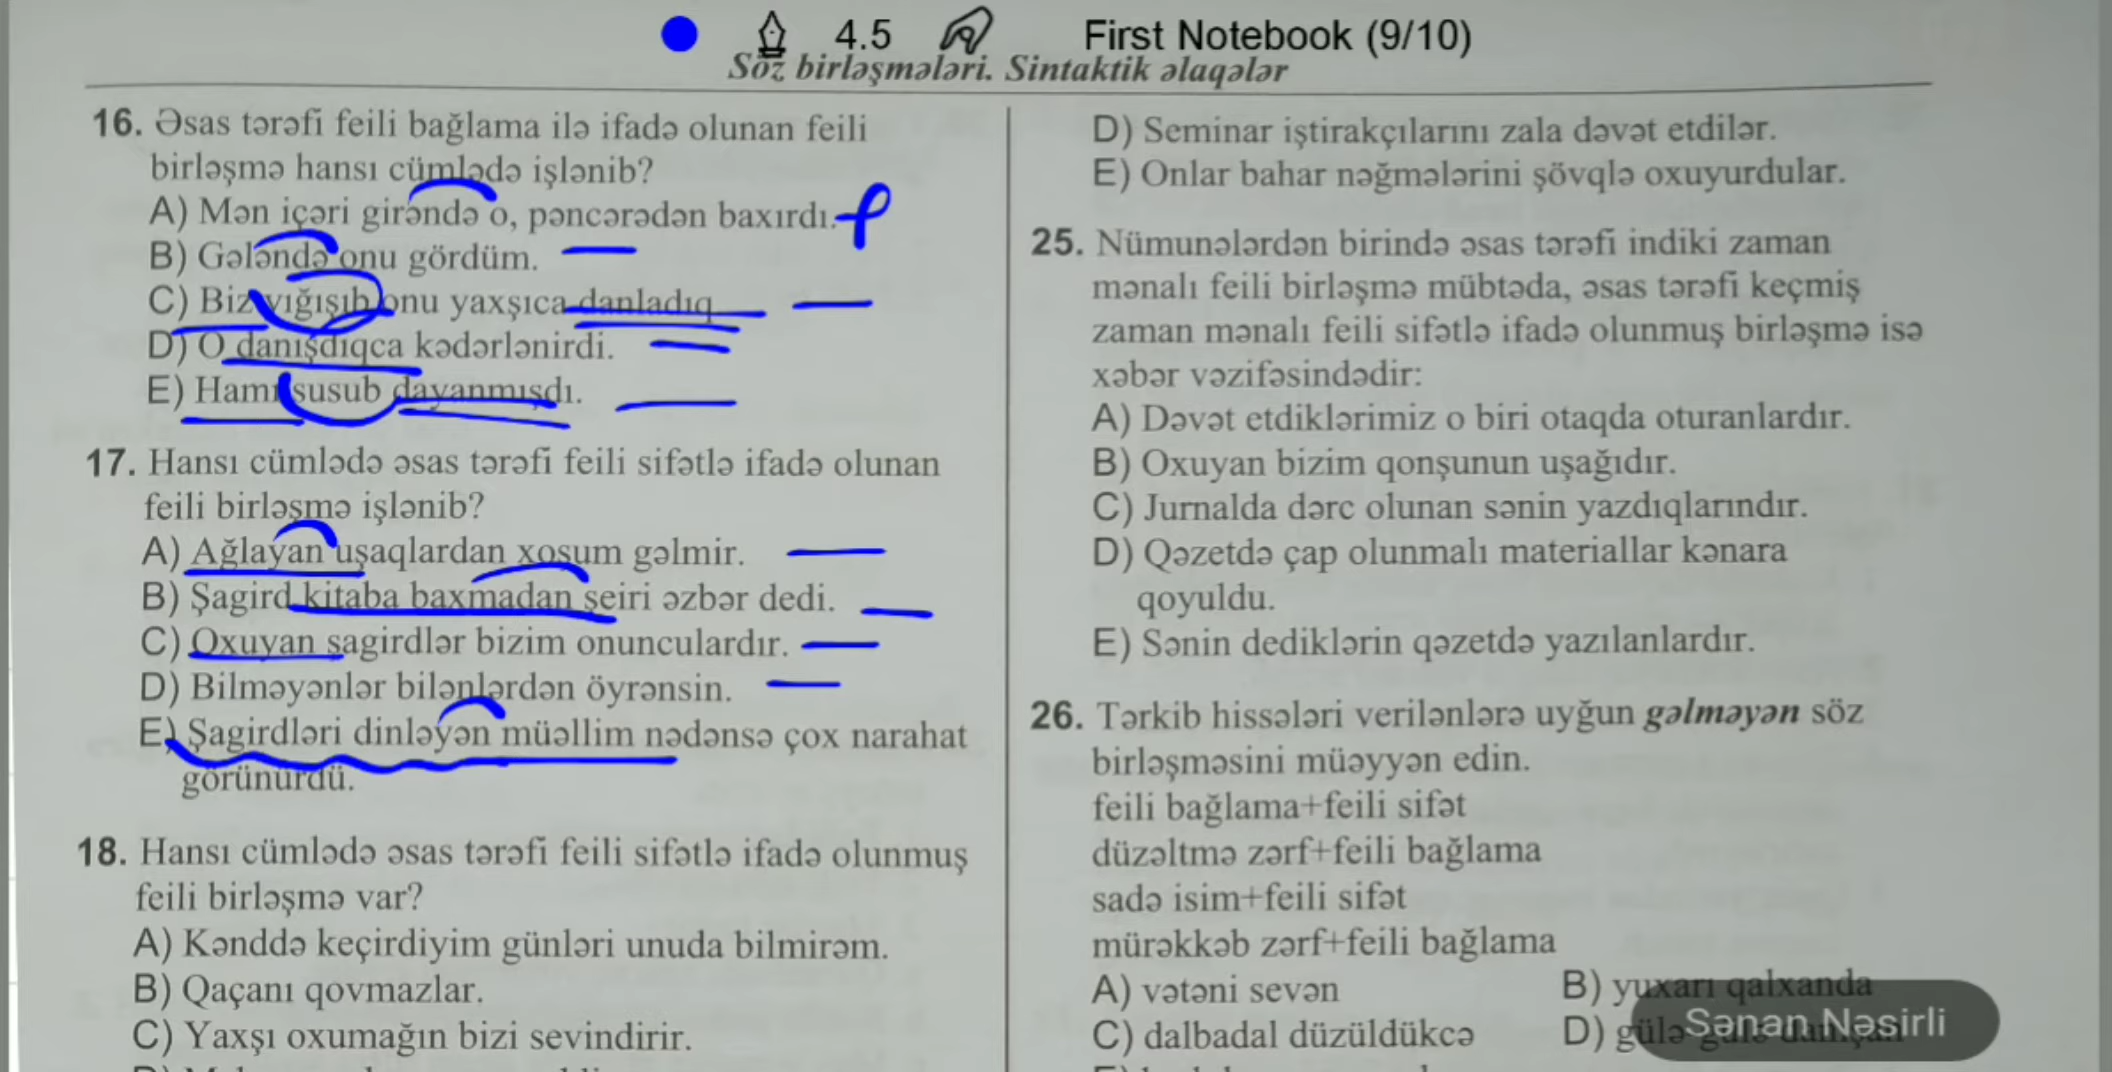 4.5 First Notebook (9/10)
Söz birləşmələri. Sintaktik əlaqələr
16. Əsas tərəfi feili bağlama ilə ifadə olunan feili
birləşmə hansı cümlədə işlənib?
A) Mən içəri girəndə o, pəncərədən baxırdı.
B) Gələndə onu gördüm.
C) Biz yığışıb onu yaxşıca danladıq
D) O danışdıqca kədərlənirdi.
E) Hamı susub dayanmışdı.
17. Hansı cümlədə əsas tərəfi feili sifətlə ifadə olunan
feili birləşmə işlənib?
A) Ağlayan uşaqlardan xoşum gəlmir.
B) Şagird kitaba baxmadan şeiri əzbər dedi.
C) Oxuyan şagirdlər bizim onunculardır.
D) Bilməyənlər bilənlərdən öyrənsin.
E) Şagirdləri dinləyən müəllim nədənsə çox narahat
görünürdü.
18. Hansı cümlədə əsas tərəfi feili sifətlə ifadə olunmuş
feili birləşmə var?
A) Kənddə keçirdiyim günləri unuda bilmirəm.
B) Qaçanı qovmazlar.
C) Yaxşı oxumağın bizi sevindirir.
D) Seminar iştirakçılarını zala dəvət etdilər.
E) Onlar bahar nəğmələrini şövqlə oxuyurdular.
25. Nümunələrdən birində əsas tərəfi indiki zaman
mənalı feili birləşmə mübtəda, əsas tərəfi keçmiş
zaman mənalı feili sifətlə ifadə olunmuş birləşmə isə
xəbər vəzifəsindədir:
A) Dəvət etdiklərimiz o biri otaqda oturanlardır.
B) Oxuyan bizim qonşunun uşağıdır.
C) Jurnalda dərc olunan sənin yazdıqlarındır.
D) Qəzetdə çap olunmalı materiallar kənara
qoyuldu.
E) Sənin dediklərin qəzetdə yazılanlardır.
26. Tərkib hissələri verilənlərə uyğun gəlməyən söz
birləşməsini müəyyən edin.
feili bağlama+feili sifət
düzəltmə zərf+feili bağlama
sadə isim+feili sifət
mürəkkəb zərf+feili bağlama
A) vətəni sevən B) yuxarı qalxanda
C) dalbadal düzüldükcə D) gülə-gülə danışan
Sənan Nəsirli